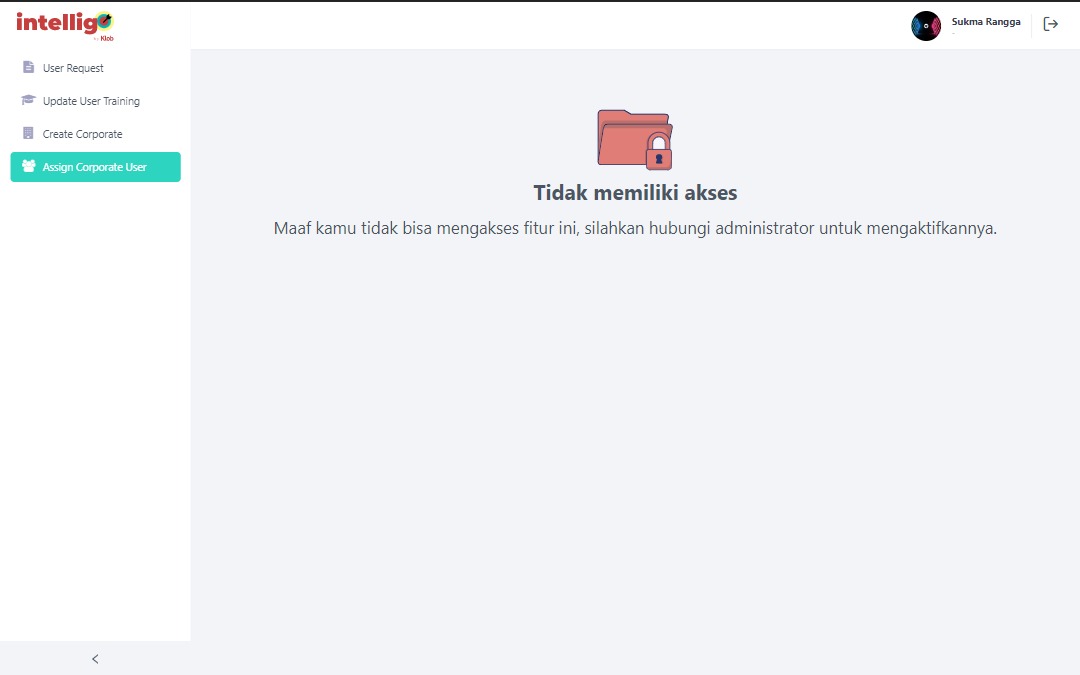 intelligo
by Klob
Sukma Rangga
-
User Request
Update User Training
Create Corporate
Assign Corporate User
Tidak memiliki akses
Maaf kamu tidak bisa mengakses fitur ini, silahkan hubungi administrator untuk mengaktifkannya.